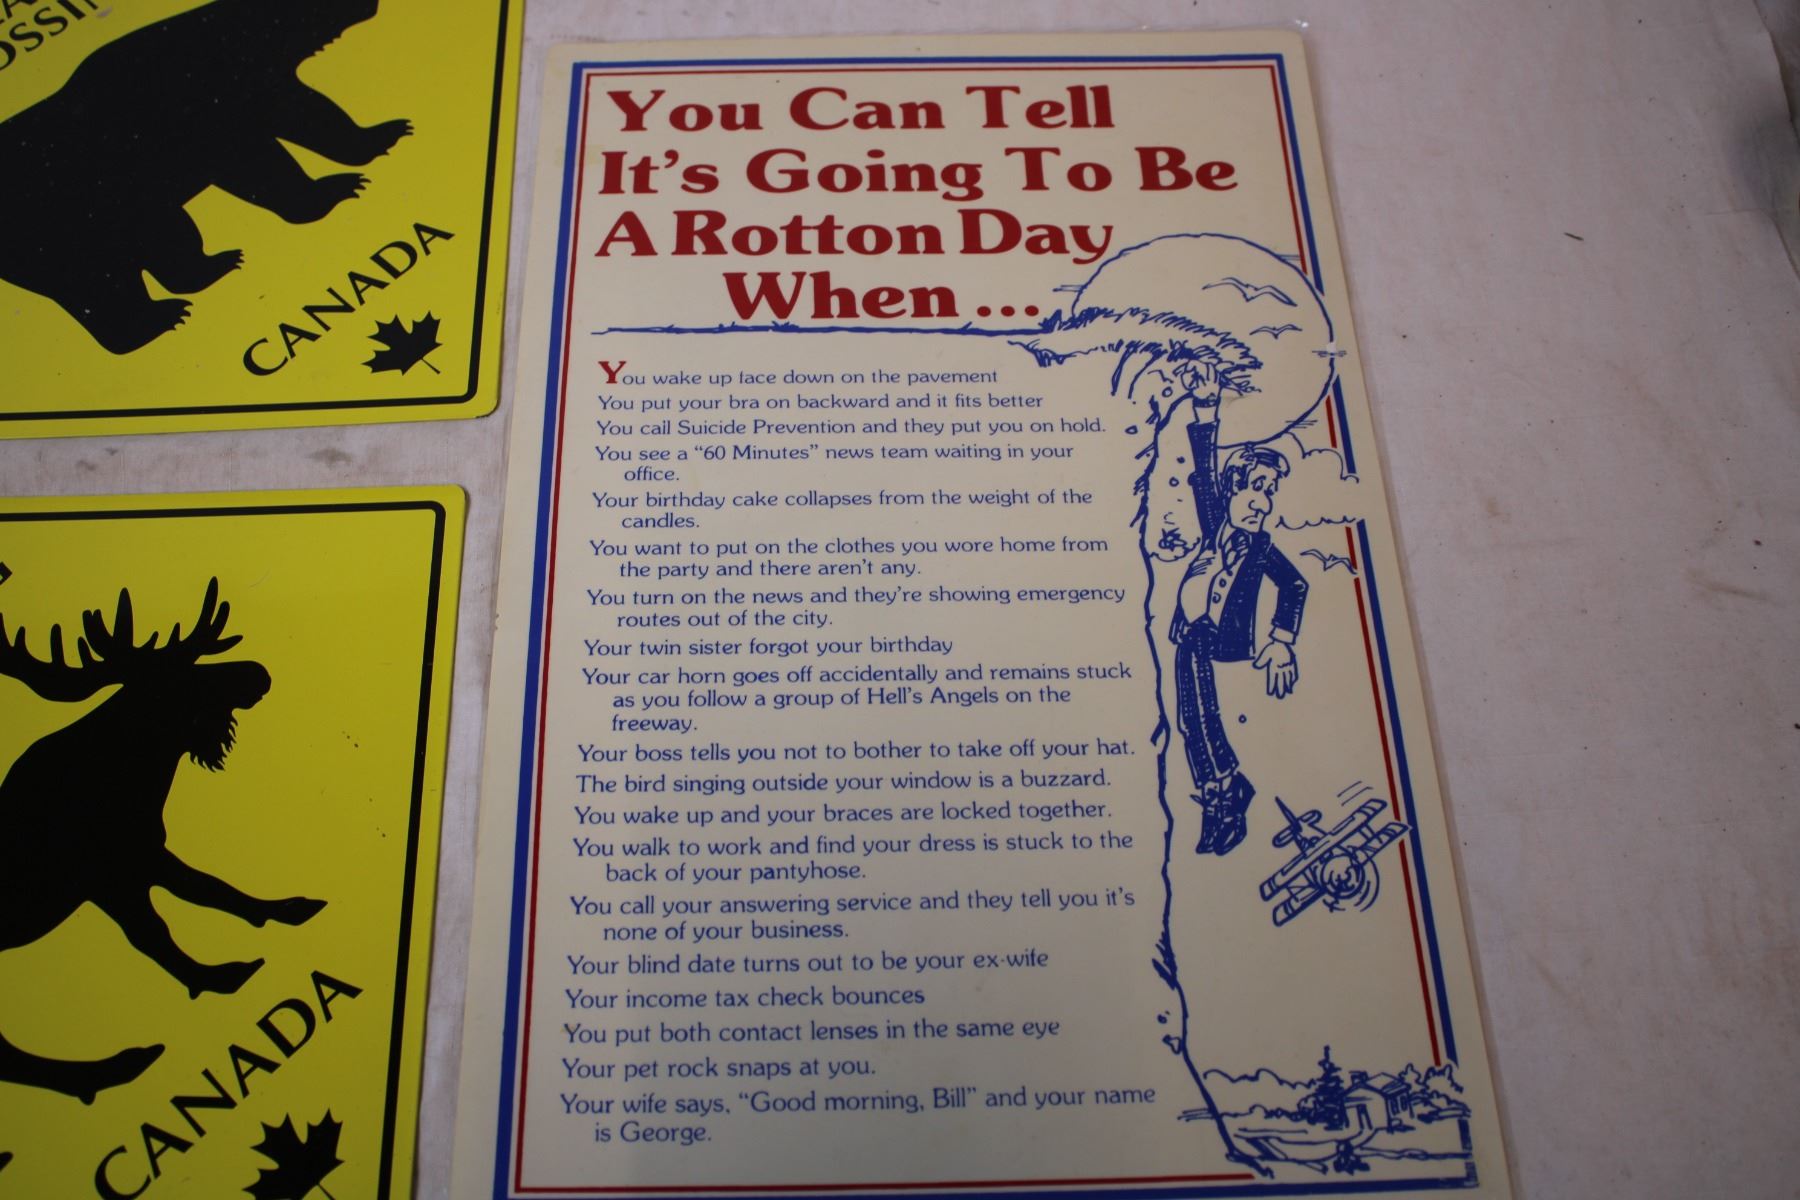 OSSI
CANADA
CANADA
You Can Tell
It's Going To Be
A Rotton Day
When ...
You wake up face down on the pavement
You put your bra on backward and it fits better
You call Suicide Prevention and they put you on hold.
You see a "60 Minutes" news team waiting in your
office.
Your birthday cake collapses from the weight of the
candles.
You want to put on the clothes you wore home from
the party and there aren't any.
You turn on the news and they're showing emergency
routes out of the city.
Your twin sister forgot your birthday
Your car horn goes off accidentally and remains stuck
as you follow a group of Hell's Angels on the
freeway.
Your boss tells you not to bother to take off your hat.
The bird singing outside your window is a buzzard.
You wake up and your braces are locked together.
You walk to work and find your dress is stuck to the
back of your pantyhose.
You call your answering service and they tell you it's
none of your business.
Your blind date turns out to be your ex-wife
Your income tax check bounces
You put both contact lenses in the same eye
Your pet rock snaps at you.
Your wife says, "Good morning, Bill" and your name
is George.